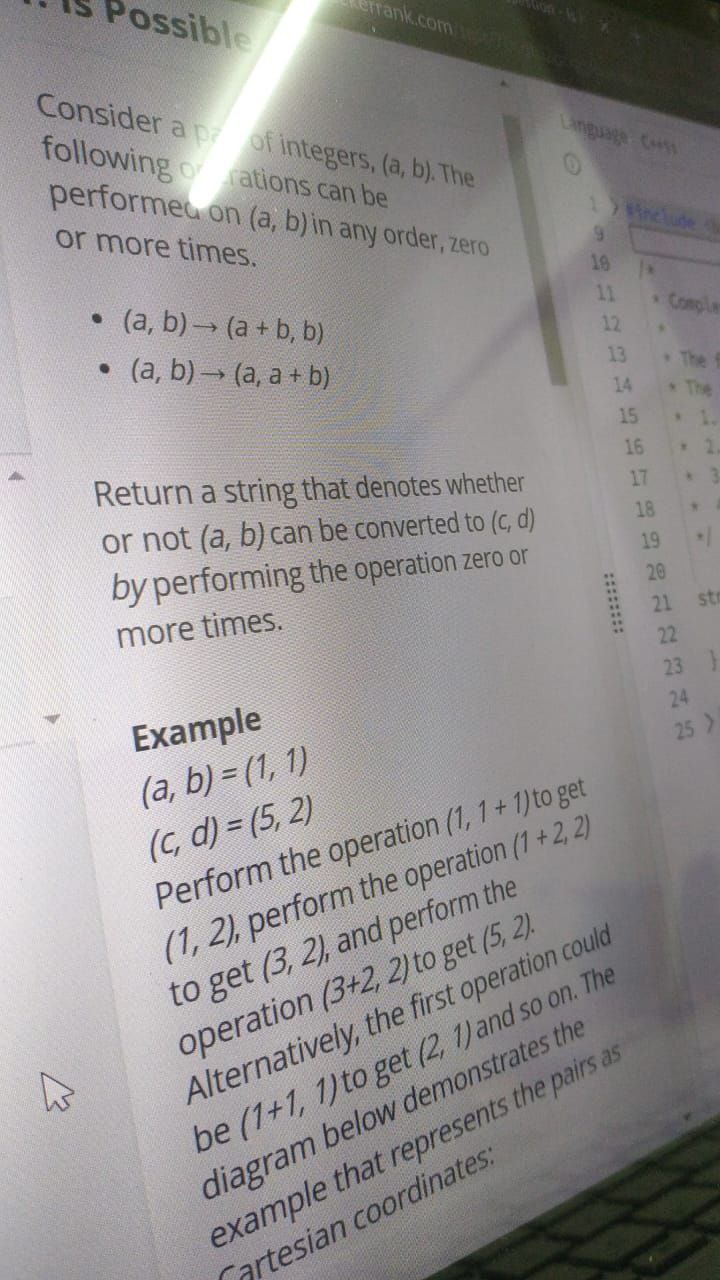 Is Possible
kerrank.com
Consider a of integers, (a, b). The
following can be
performed on (a, b) in any order, zero
or more times.
• (a, b) → (a + b, b)
• (a, b) → (a, a + b)
Return a string that denotes whether
or not (a, b) can be converted to (c, d)
by performing the operation zero or
more times.
Example
(a, b) = (1, 1)
(c, d) = (5, 2)
Perform the operation (1, 1 + 1) to get
(1, 2), perform the operation (1 + 2, 2)
to get (3, 2), and perform the
operation (3+2, 2) to get (5, 2).
Alternatively, the first operation could
be (1+1, 1) to get (2, 1) and so on. The
diagram below demonstrates the
example that represents the pairs as
Cartesian coordinates:
Language
1 > #include
9
10 /*
11 * Comple
12 *
13 * The
14 * The
15 * 1.
16 * 2.
17 * 3
18 *
19 */
20
21 str
22
23 }
24
25 >